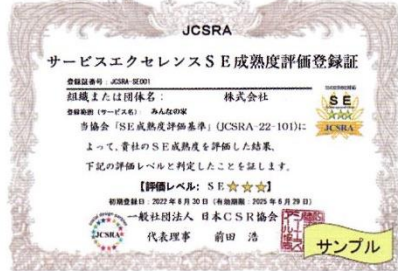 JCSRA
サービスエクセレンスSE成熟度評価登録証
登録証番号：JCSRA-SE001
組織または団体名： 株式会社
登録範囲（サービス名） みんなの家
当協会「SE成熟度評価基準」(JCSRA-22-101)に
よって、貴社のSE成熟度を評価した結果、
下記の評価レベルと判定したことを証します。
【評価レベル：SE☆☆☆】
初期登録日：2022年6月30日（有効期限：2025年6月29日）
一般社団法人 日本CSR協会
代表理事 前田 浩
SE
JCSRA
JCSRA
サンプル